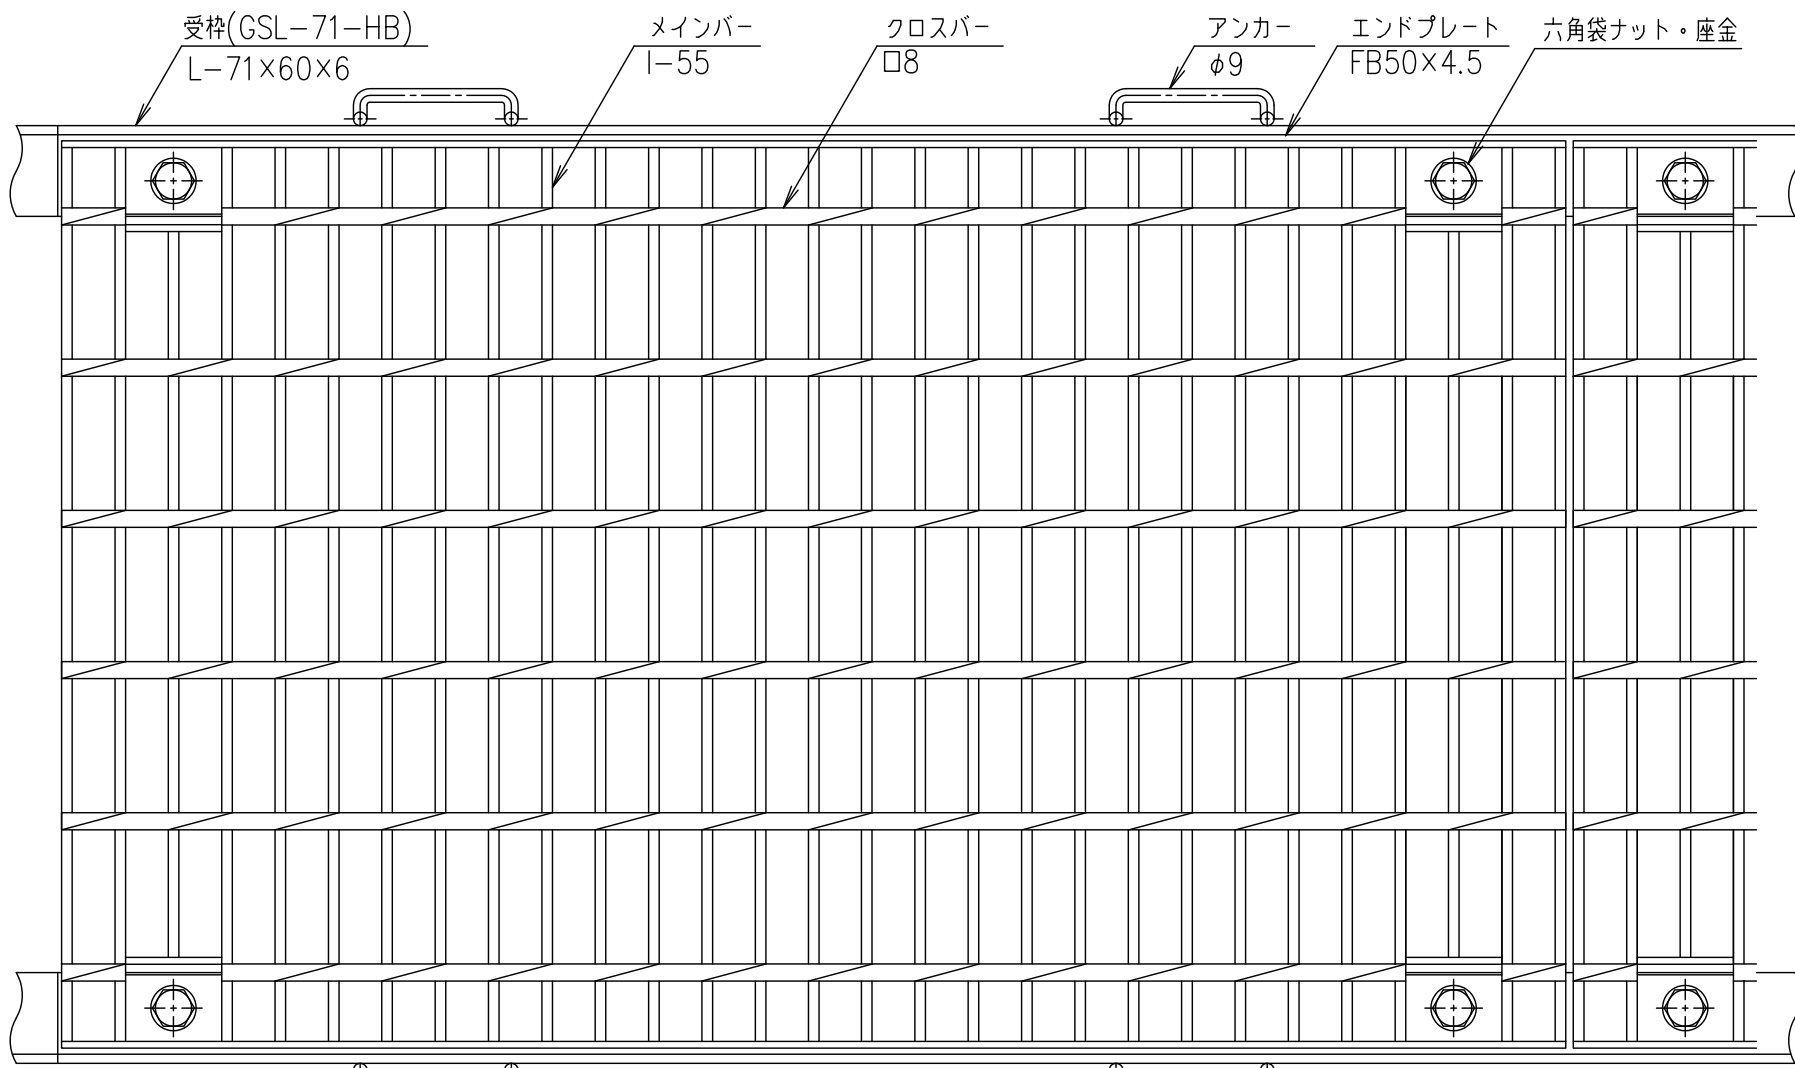 受枠(GSL-71-HB)
L-71×60×6
メインバー
I-55
クロスバー
□8
アンカー
φ9
エンドプレート
FB50×4.5
六角袋ナット・座金